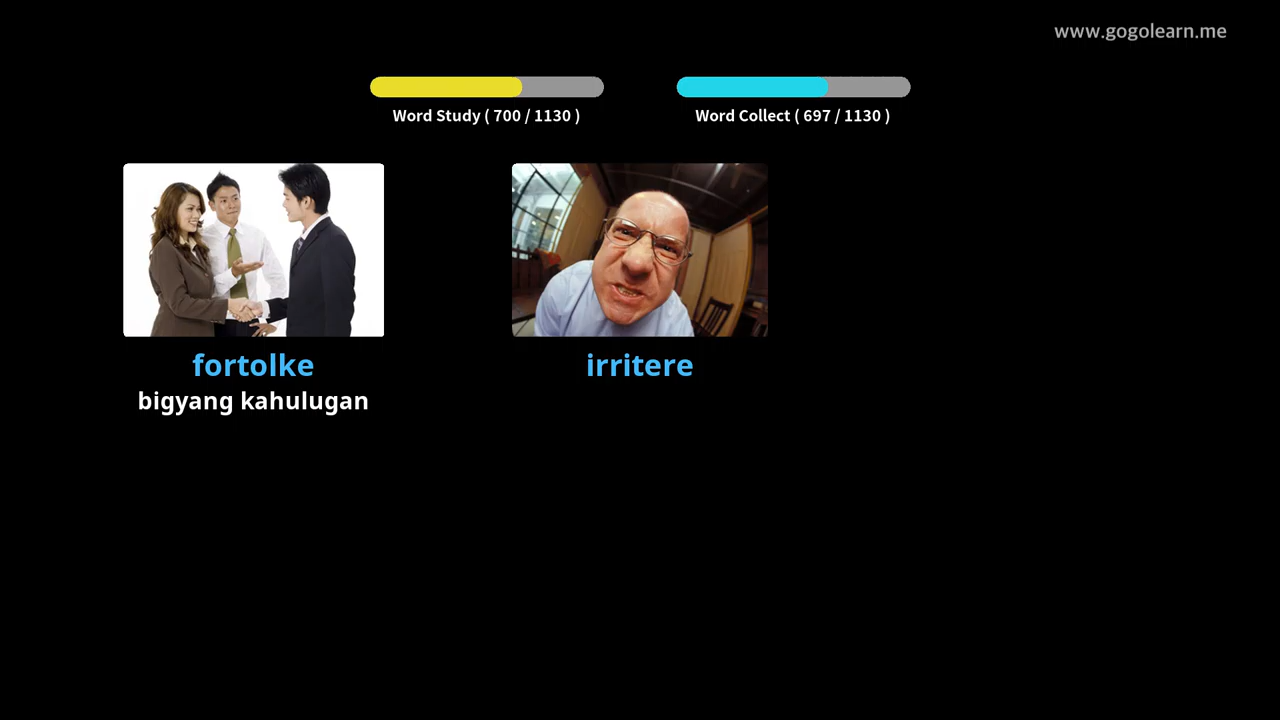 www.gogolearn.me
Word Study ( 700 / 1130 )
Word Collect ( 697 / 1130 )
fortolke
bigyang kahulugan
irritere